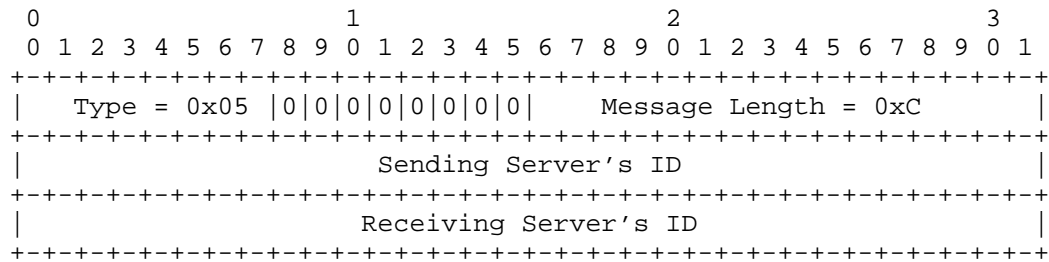 0                   1                   2                   3
 0 1 2 3 4 5 6 7 8 9 0 1 2 3 4 5 6 7 8 9 0 1 2 3 4 5 6 7 8 9 0 1
+-+-+-+-+-+-+-+-+-+-+-+-+-+-+-+-+-+-+-+-+-+-+-+-+-+-+-+-+-+-+-+-+
|   Type = 0x05 |0|0|0|0|0|0|0|0|    Message Length = 0xC       |
+-+-+-+-+-+-+-+-+-+-+-+-+-+-+-+-+-+-+-+-+-+-+-+-+-+-+-+-+-+-+-+-+
|                     Sending Server’s ID                       |
+-+-+-+-+-+-+-+-+-+-+-+-+-+-+-+-+-+-+-+-+-+-+-+-+-+-+-+-+-+-+-+-+
|                    Receiving Server’s ID                      |
+-+-+-+-+-+-+-+-+-+-+-+-+-+-+-+-+-+-+-+-+-+-+-+-+-+-+-+-+-+-+-+-+